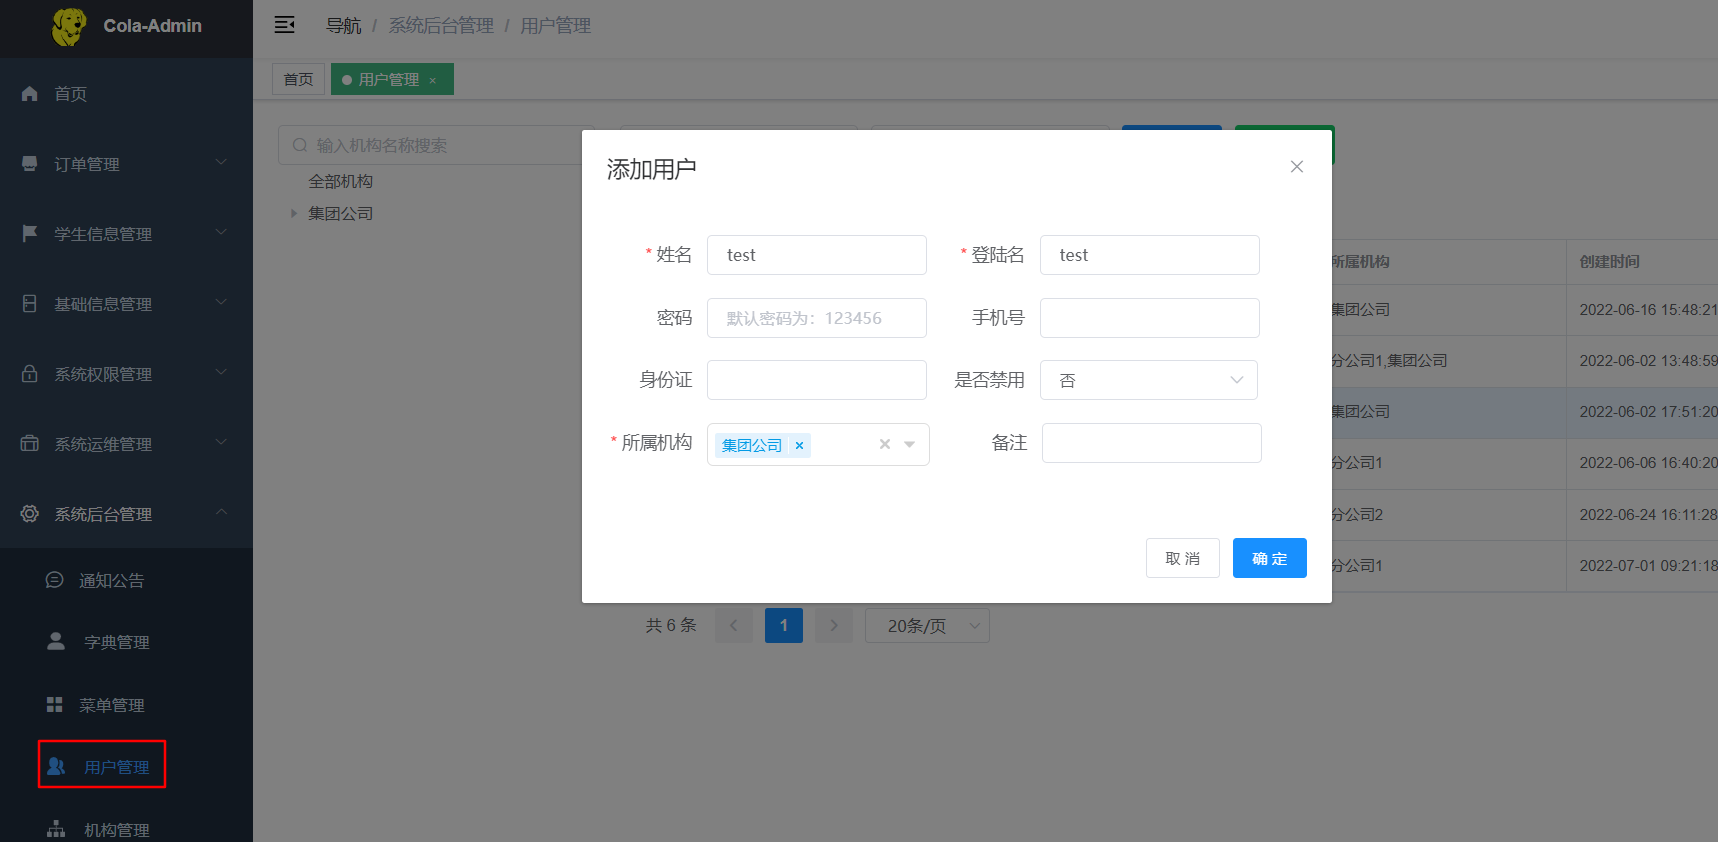 Cola-Admin
导航 / 系统后台管理 / 用户管理
首页
用户管理 ×
首页
订单管理
学生信息管理
基础信息管理
系统权限管理
系统运维管理
系统后台管理
通知公告
字典管理
菜单管理
用户管理
机构管理
输入机构名称搜索
全部机构
集团公司
添加用户
* 姓名 test
* 登陆名 test
密码 默认密码为：123456
手机号
身份证
是否禁用 否
* 所属机构 集团公司 ×
备注
取 消
确 定
所属机构 创建时间
集团公司 2022-06-16 15:48:21
分公司1,集团公司 2022-06-02 13:48:59
集团公司 2022-06-02 17:51:20
分公司1 2022-06-06 16:40:20
分公司2 2022-06-24 16:11:28
分公司1 2022-07-01 09:21:18
共 6 条 1 20条/页